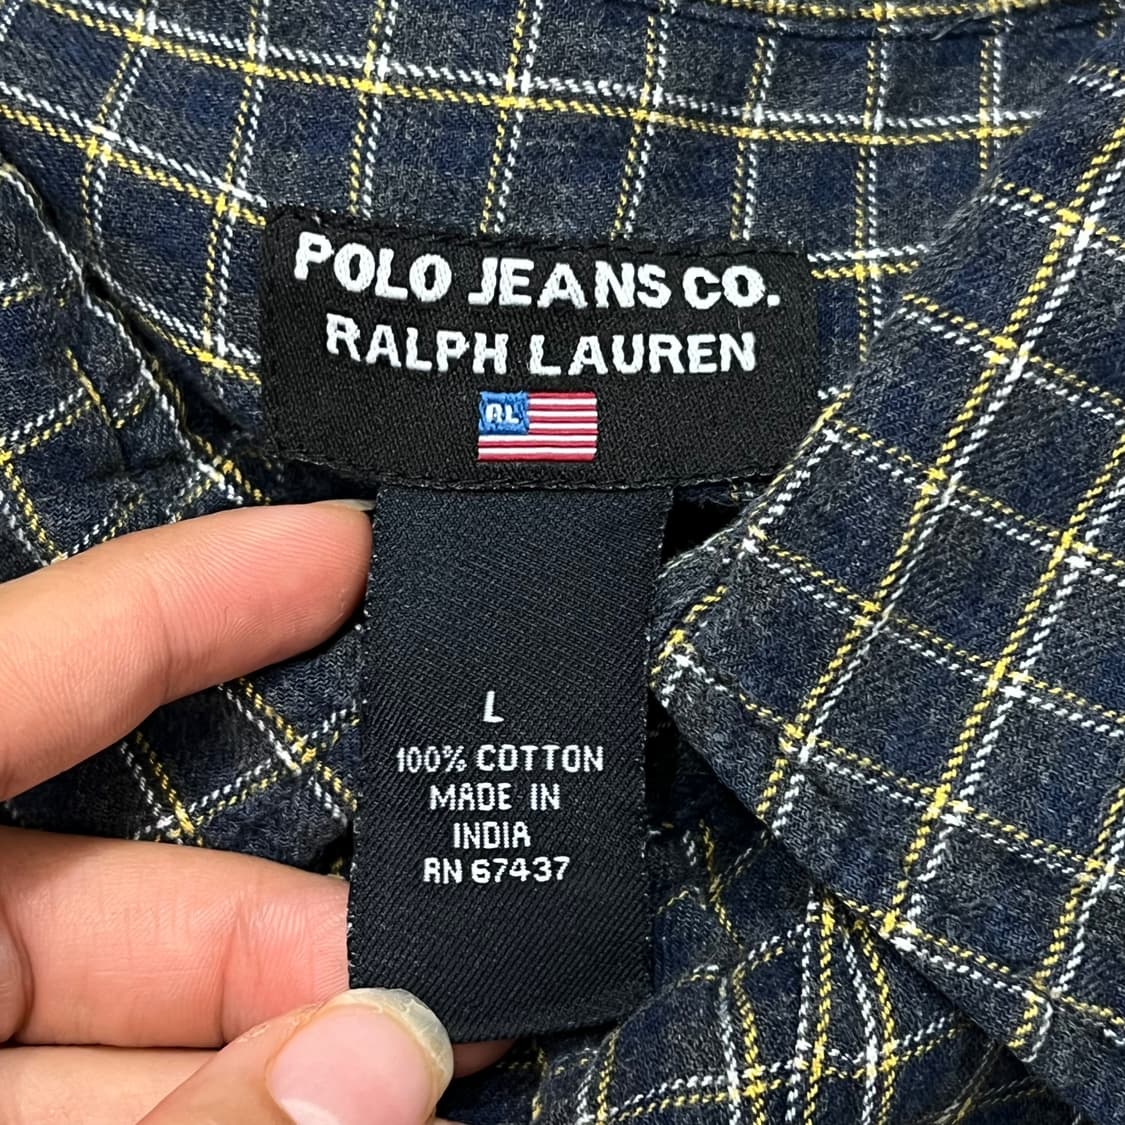 POLO JEANS CO.
RALPH LAUREN
RL
L
100% COTTON
MADE IN
INDIA
RN 67437